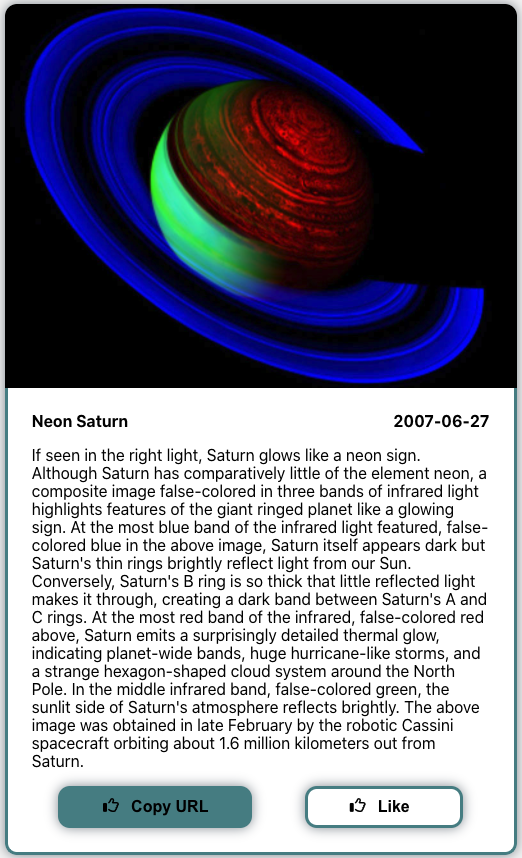 Neon Saturn 2007-06-27
If seen in the right light, Saturn glows like a neon sign.
Although Saturn has comparatively little of the element neon, a
composite image false-colored in three bands of infrared light
highlights features of the giant ringed planet like a glowing
sign. At the most blue band of the infrared light featured, false-
colored blue in the above image, Saturn itself appears dark but
Saturn's thin rings brightly reflect light from our Sun.
Conversely, Saturn's B ring is so thick that little reflected light
makes it through, creating a dark band between Saturn's A and
C rings. At the most red band of the infrared, false-colored red
above, Saturn emits a surprisingly detailed thermal glow,
indicating planet-wide bands, huge hurricane-like storms, and
a strange hexagon-shaped cloud system around the North
Pole. In the middle infrared band, false-colored green, the
sunlit side of Saturn's atmosphere reflects brightly. The above
image was obtained in late February by the robotic Cassini
spacecraft orbiting about 1.6 million kilometers out from
Saturn.
Copy URL Like